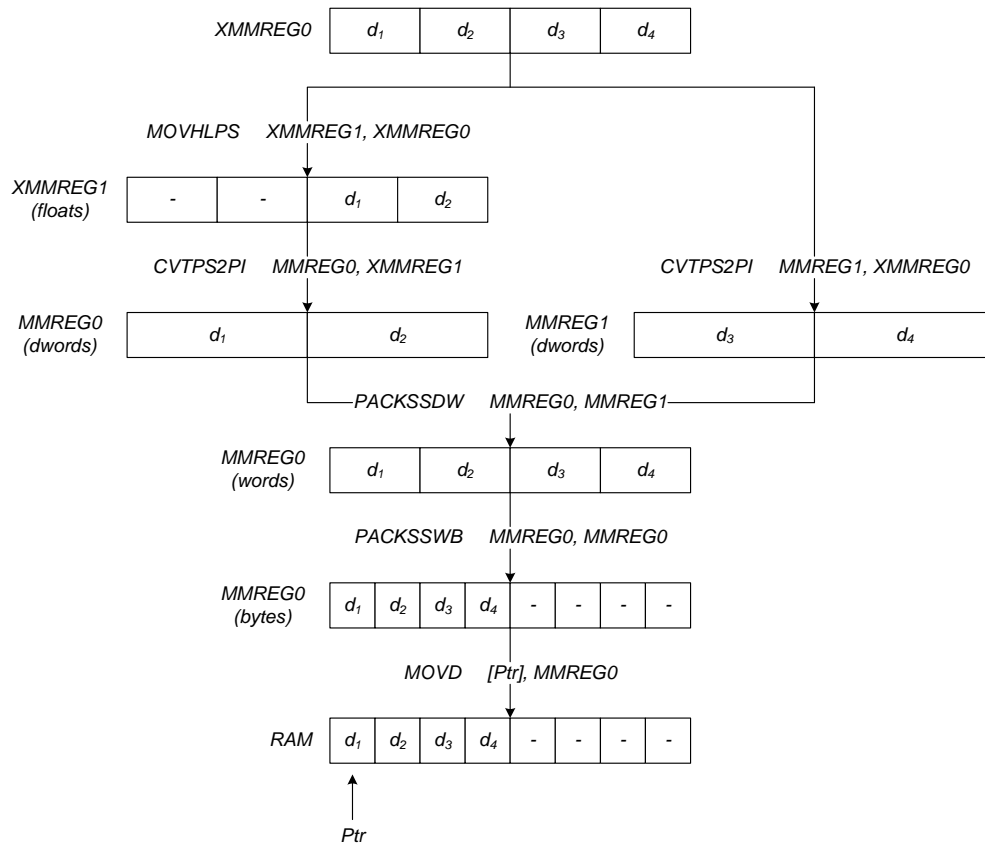 XMMREG0 d₁ d₂ d₃ d₄
MOVHLPS XMMREG1, XMMREG0
XMMREG1
(floats)
- - d₁ d₂
CVTPS2PI MMREG0, XMMREG1
CVTPS2PI MMREG1, XMMREG0
MMREG0
(dwords)
d₁ d₂
MMREG1
(dwords)
d₃ d₄
PACKSSDW MMREG0, MMREG1
MMREG0
(words)
d₁ d₂ d₃ d₄
PACKSSWB MMREG0, MMREG0
MMREG0
(bytes)
d₁ d₂ d₃ d₄ - - - -
MOVD [Ptr], MMREG0
RAM d₁ d₂ d₃ d₄ - - - -
Ptr